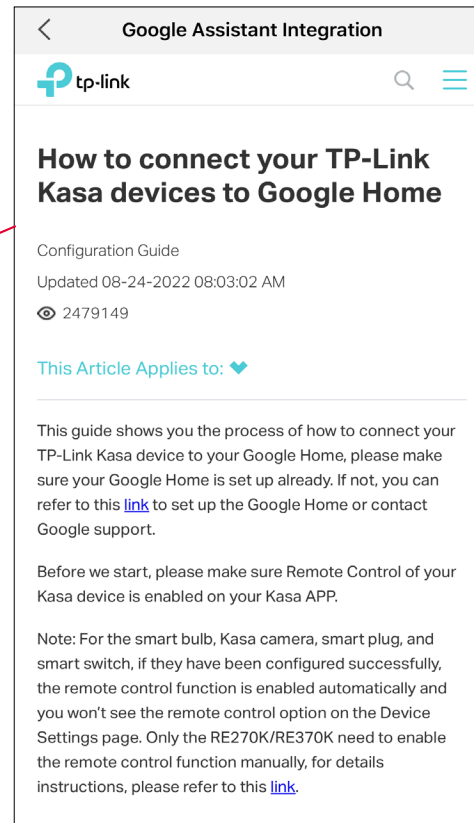 Google Assistant Integration
tp-link
How to connect your TP-Link
Kasa devices to Google Home
Configuration Guide
Updated 08-24-2022 08:03:02 AM
2479149
This Article Applies to:
This guide shows you the process of how to connect your
TP-Link Kasa device to your Google Home, please make
sure your Google Home is set up already. If not, you can
refer to this link to set up the Google Home or contact
Google support.
Before we start, please make sure Remote Control of your
Kasa device is enabled on your Kasa APP.
Note: For the smart bulb, Kasa camera, smart plug, and
smart switch, if they have been configured successfully,
the remote control function is enabled automatically and
you won’t see the remote control option on the Device
Settings page. Only the RE270K/RE370K need to enable
the remote control function manually, for details
instructions, please refer to this link.